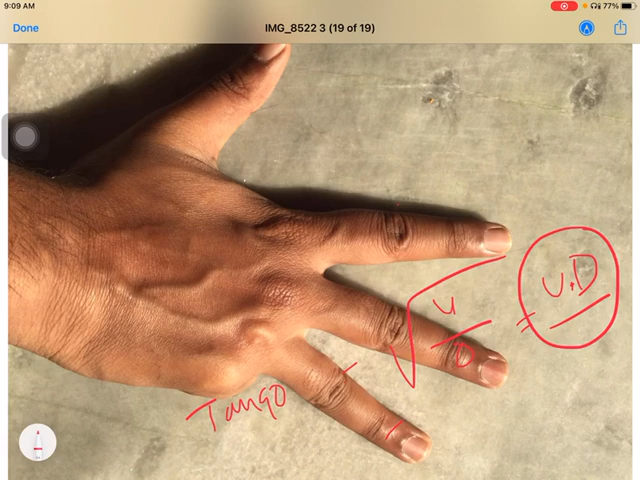 9:09 AM
77%
Done
IMG_8522 3 (19 of 19)
Tango
√(U/D) = U+D